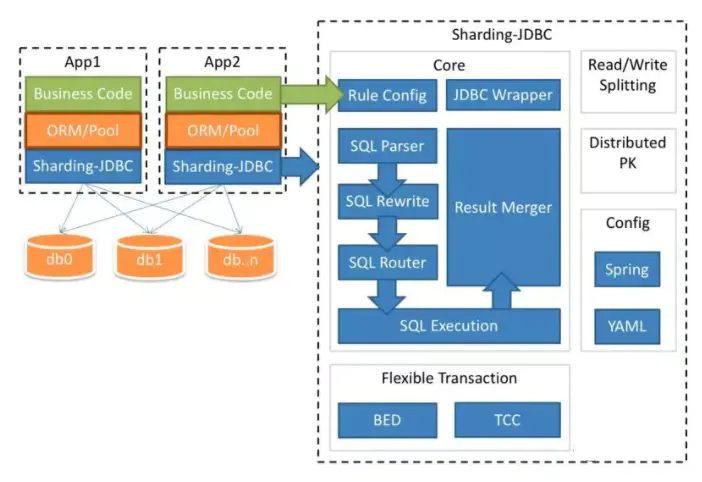 App1
Business Code
ORM/Pool
Sharding-JDBC
App2
Business Code
ORM/Pool
Sharding-JDBC
db0
db1
db..n
Sharding-JDBC
Core
Rule Config
JDBC Wrapper
SQL Parser
SQL Rewrite
SQL Router
Result Merger
SQL Execution
Flexible Transaction
BED
TCC
Read/Write
Splitting
Distributed
PK
Config
Spring
YAML